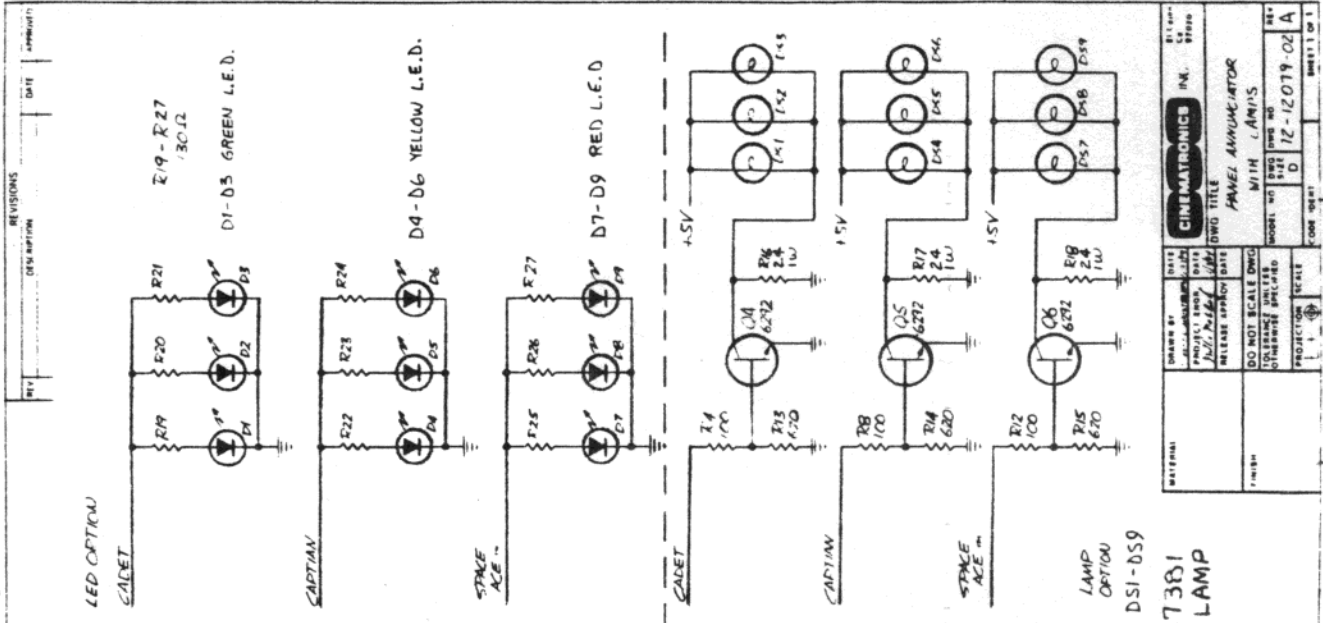 REVISIONS
REV
DESCRIPTION
DATE
APPROVED
LED OPTION
CADET
R19
R20
R21
D1
D2
D3
R19-R27
130Ω
D1-D3 GREEN L.E.D.
CAPTIAN
R22
R23
R24
D4
D5
D6
D4-D6 YELLOW L.E.D.
SPACE
ACE
R25
R26
R27
D7
D8
D9
D7-D9 RED L.E.D
CADET
R4
100
R13
620
Q4
6292
R16
24
1W
+5V
DS1
DS2
DS3
CAPTIAN
R8
100
R14
620
Q5
6292
R17
24
1W
+5V
DS4
DS5
DS6
SPACE
ACE
R12
100
R15
620
Q6
6292
R18
24
1W
+5V
DS7
DS8
DS9
LAMP
OPTION
DS1-DS9
73B1
LAMP
MATERIAL
FINISH
DRAWN BY
DATE
PROJECT ENGR
DATE
RELEASE APPROV
DATE
DO NOT SCALE DWG
TOLERANCE UNLESS
OTHERWISE SPECIFIED
PROJECTION
SCALE
CINEMATRONICS INC.
DWG TITLE
PANEL ANNUNCIATOR
WITH LAMPS
MODEL NO
DWG SIZE
D
DWG NO
72-12079-02
REV
A
CODE IDENT
SHEET 1 OF 1